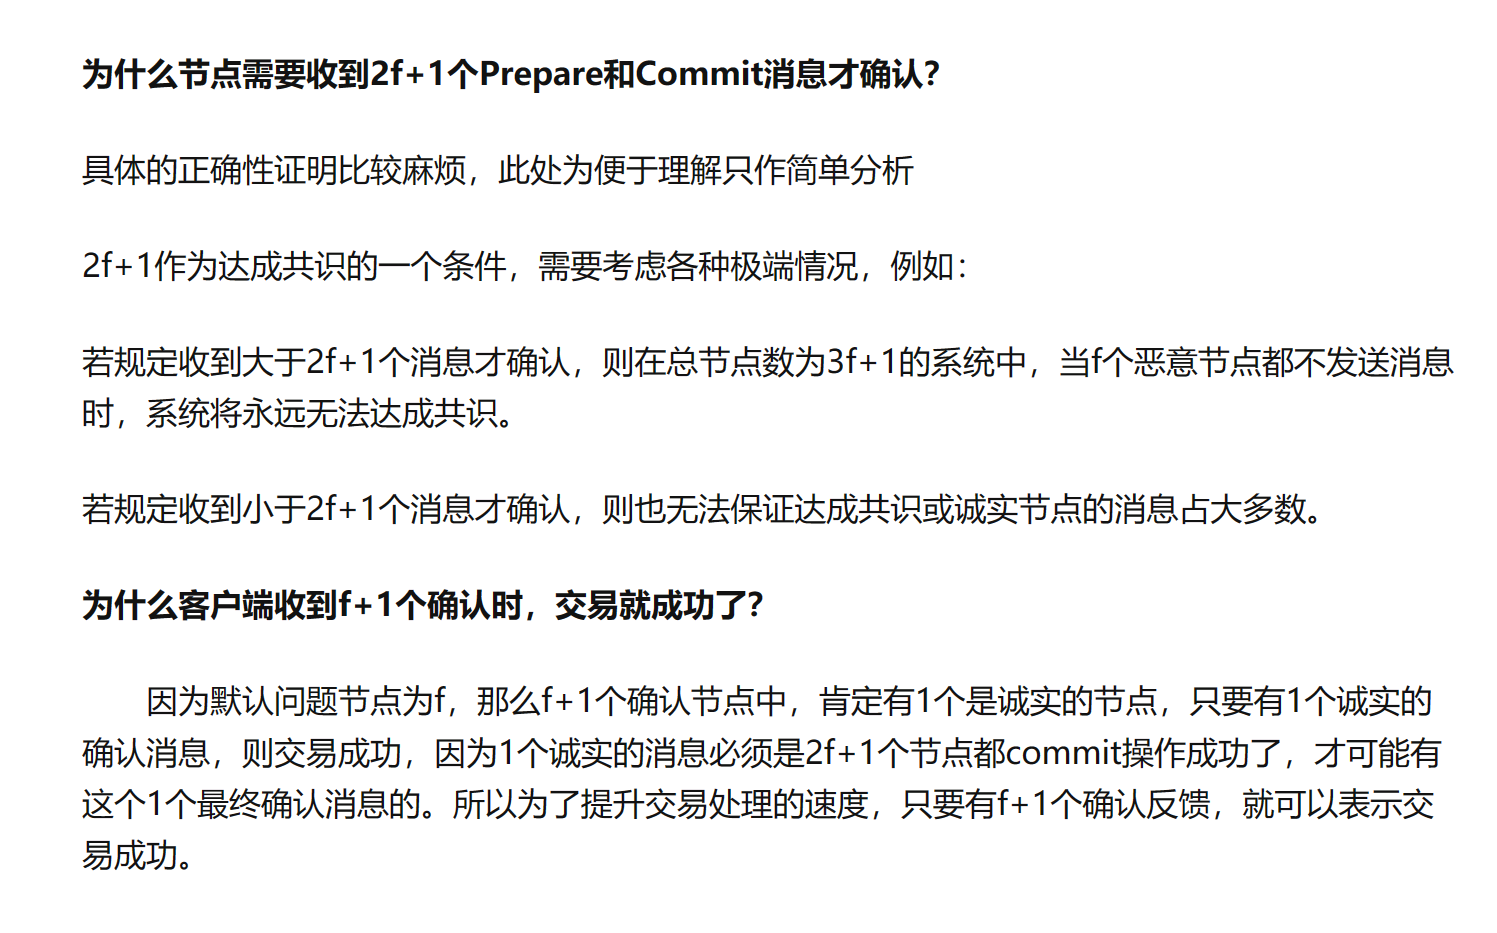 为什么节点需要收到2f+1个Prepare和Commit消息才确认？
具体的正确性证明比较麻烦，此处为便于理解只作简单分析
2f+1作为达成共识的一个条件，需要考虑各种极端情况，例如：
若规定收到大于2f+1个消息才确认，则在总节点数为3f+1的系统中，当f个恶意节点都不发送消息
时，系统将永远无法达成共识。
若规定收到小于2f+1个消息才确认，则也无法保证达成共识或诚实节点的消息占大多数。
为什么客户端收到f+1个确认时，交易就成功了？
因为默认问题节点为f，那么f+1个确认节点中，肯定有1个是诚实的节点，只要有1个诚实的
确认消息，则交易成功，因为1个诚实的消息必须是2f+1个节点都commit操作成功了，才可能有
这个1个最终确认消息的。所以为了提升交易处理的速度，只要有f+1个确认反馈，就可以表示交
易成功。